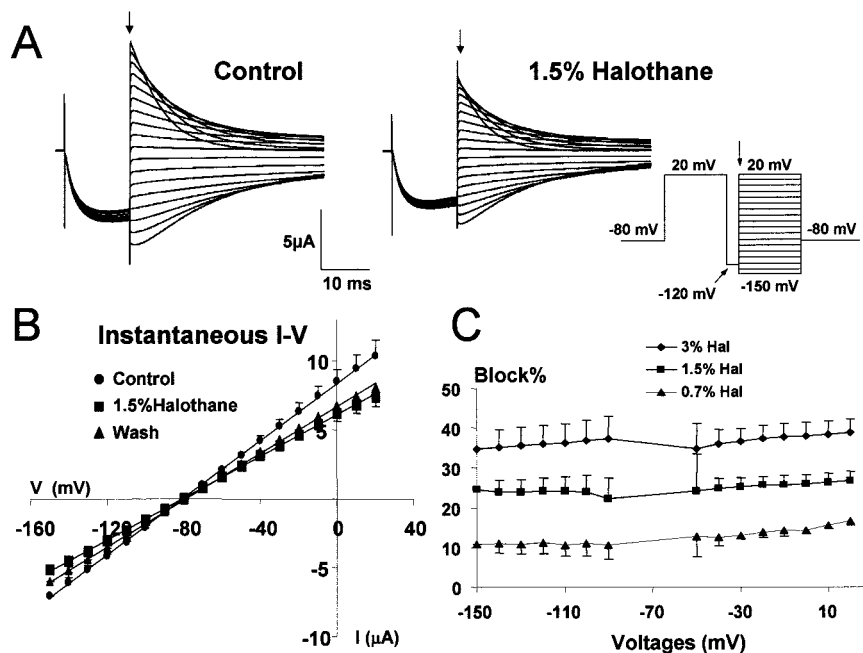 A
Control
1.5% Halothane
5µA
10 ms
20 mV
20 mV
-80 mV
-80 mV
-120 mV
-150 mV
B
Instantaneous I-V
Control
1.5%Halothane
Wash
V (mV)
-160
-120
-80
-40
0
40
10
5
-5
-10
I (µA)
C
3% Hal
1.5% Hal
0.7% Hal
Block%
50
40
30
20
10
0
-150
-110
-70
-30
10
Voltages (mV)